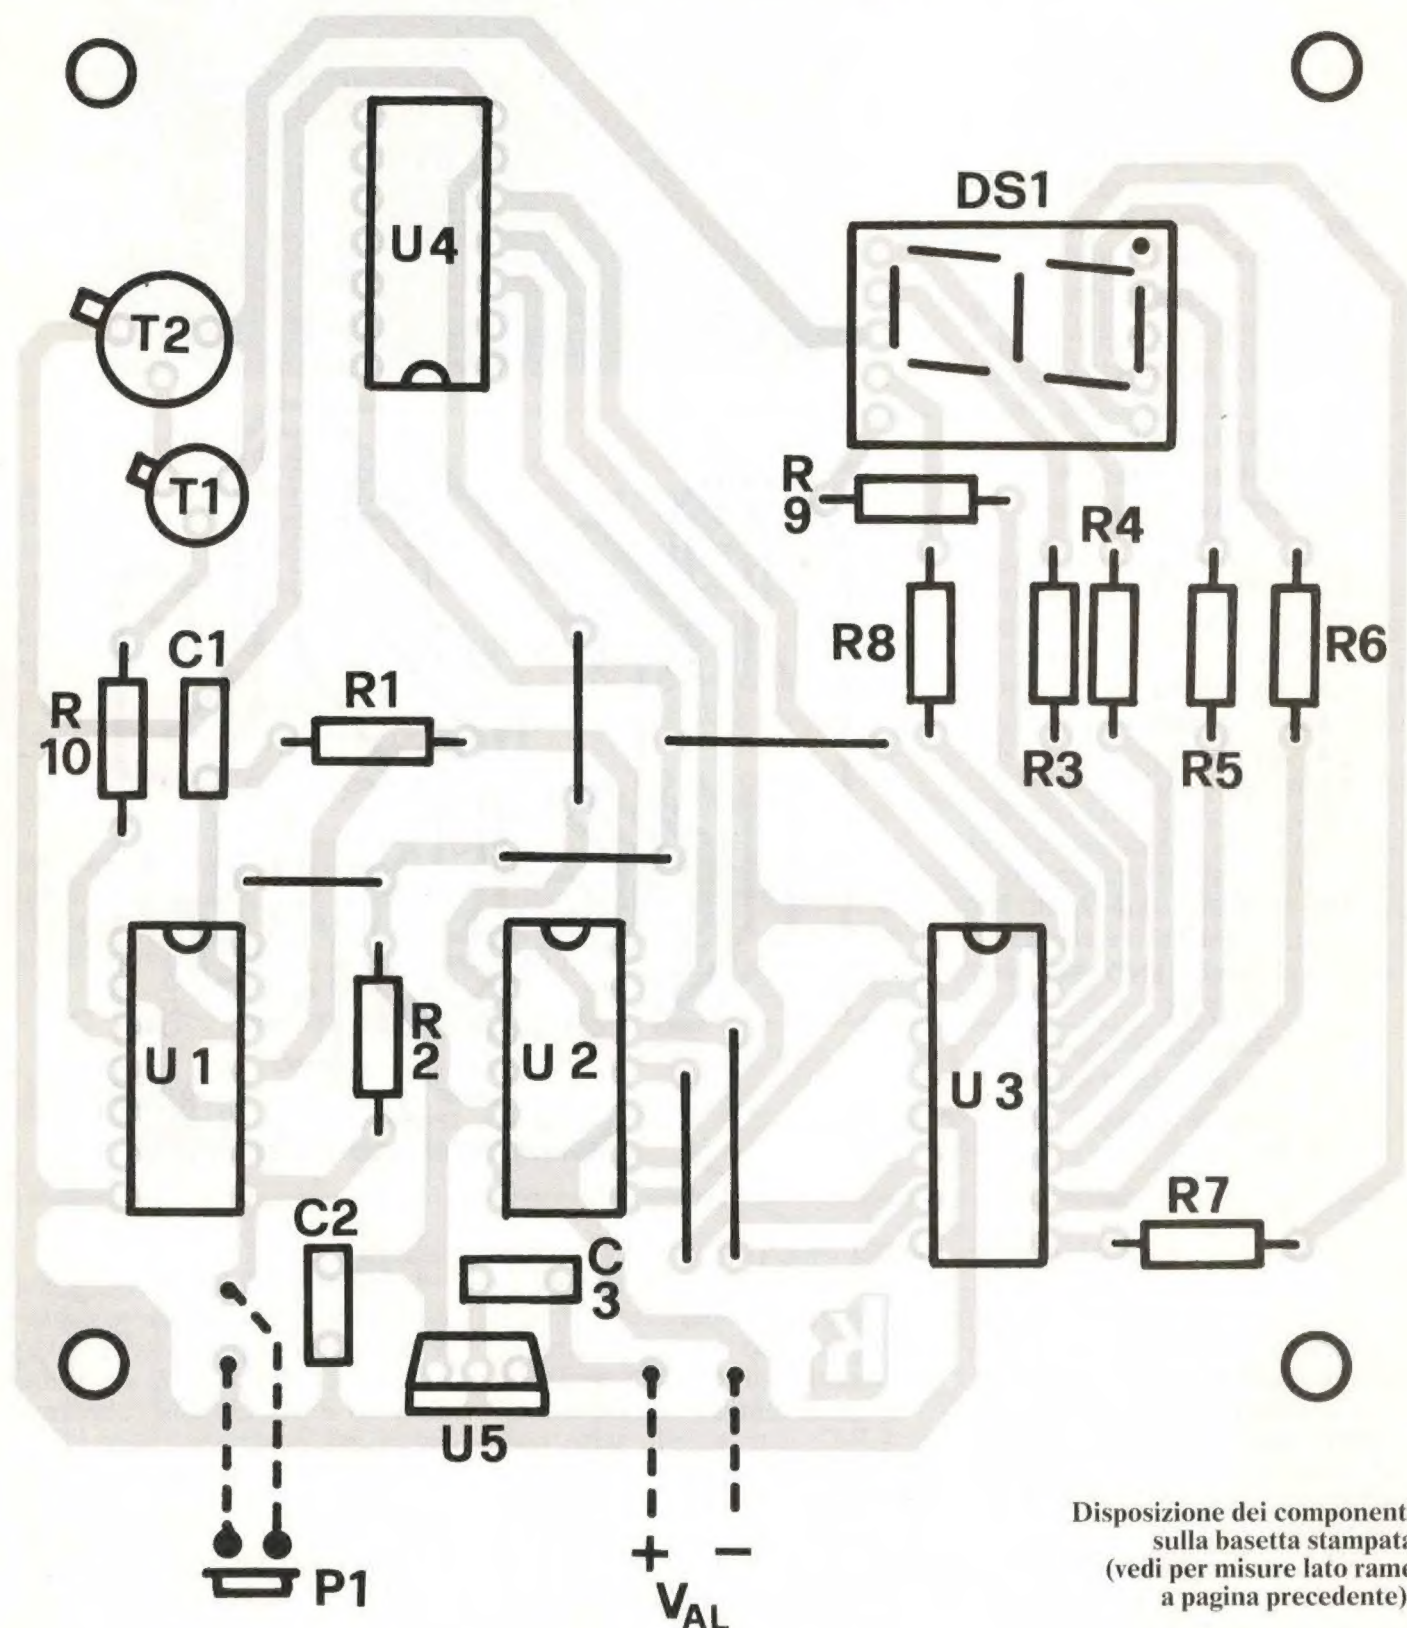 U4
DS1
T2
T1
R
9
R4
R8
R6
C1
R1
R
10
R3
R5
R
2
U 1
U 2
U 3
C2
R7
C
3
U5
+
−
P1
VAL
Disposizione dei component
sulla basetta stampata
(vedi per misure lato rame
a pagina precedente)